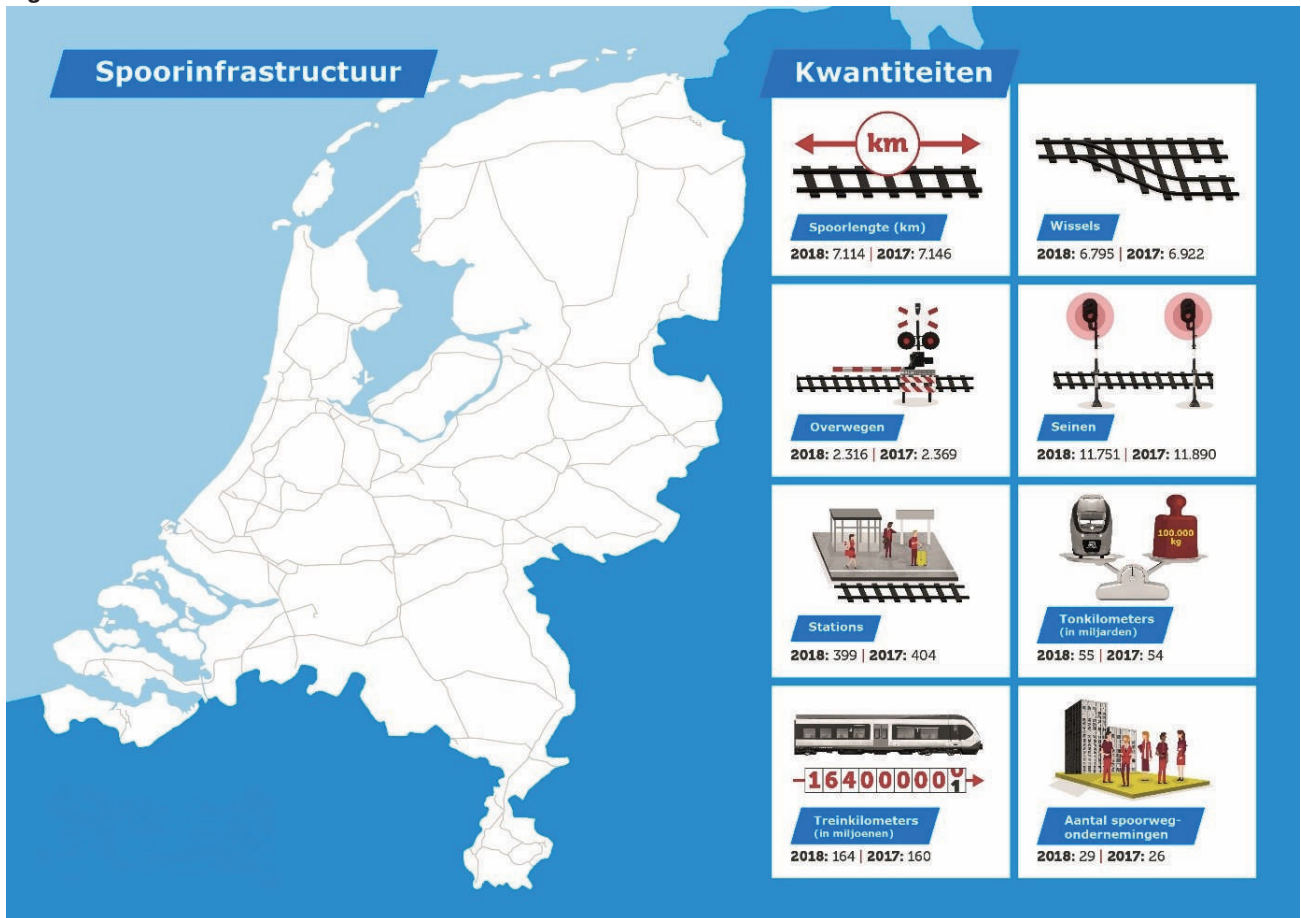 Spoorinfrastructuur
Kwantiteiten
km
Spoorlengte (km)
2018: 7.114 | 2017: 7.146
Wissels
2018: 6.795 | 2017: 6.922
Overwegen
2018: 2.316 | 2017: 2.369
Seinen
2018: 11.751 | 2017: 11.890
Stations
2018: 399 | 2017: 404
100.000
kg
Tonkilometers
(in miljarden)
2018: 55 | 2017: 54
16400000
Treinkilometers
(in miljoenen)
2018: 164 | 2017: 160
Aantal spoorweg-
ondernemingen
2018: 29 | 2017: 26